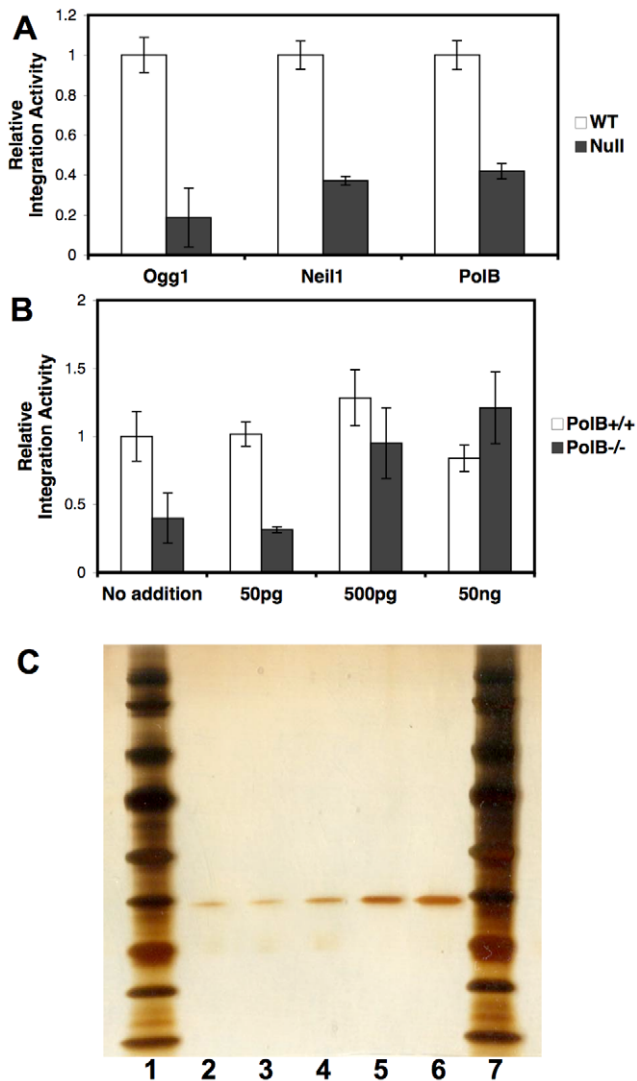 A
Relative
Integration Activity
1.2
1
0.8
0.6
0.4
0.2
0
Ogg1 Neil1 PolB
WT
Null
B
Relative
Integration Activity
2
1.5
1
0.5
0
No addition 50pg 500pg 50ng
PolB+/+
PolB-/-
C
1 2 3 4 5 6 7